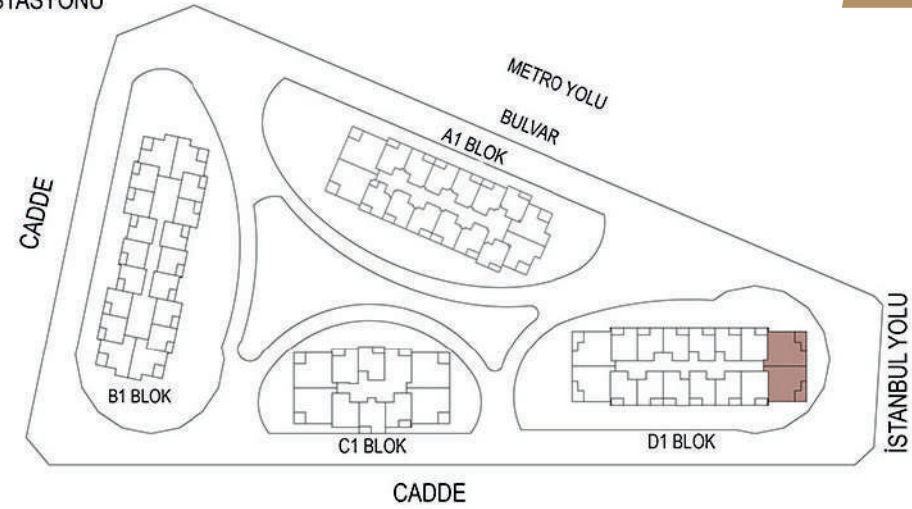 METRO YOLU
BULVAR
A1 BLOK
CADDE
İSTANBUL YOLU
B1 BLOK
C1 BLOK
D1 BLOK
CADDE